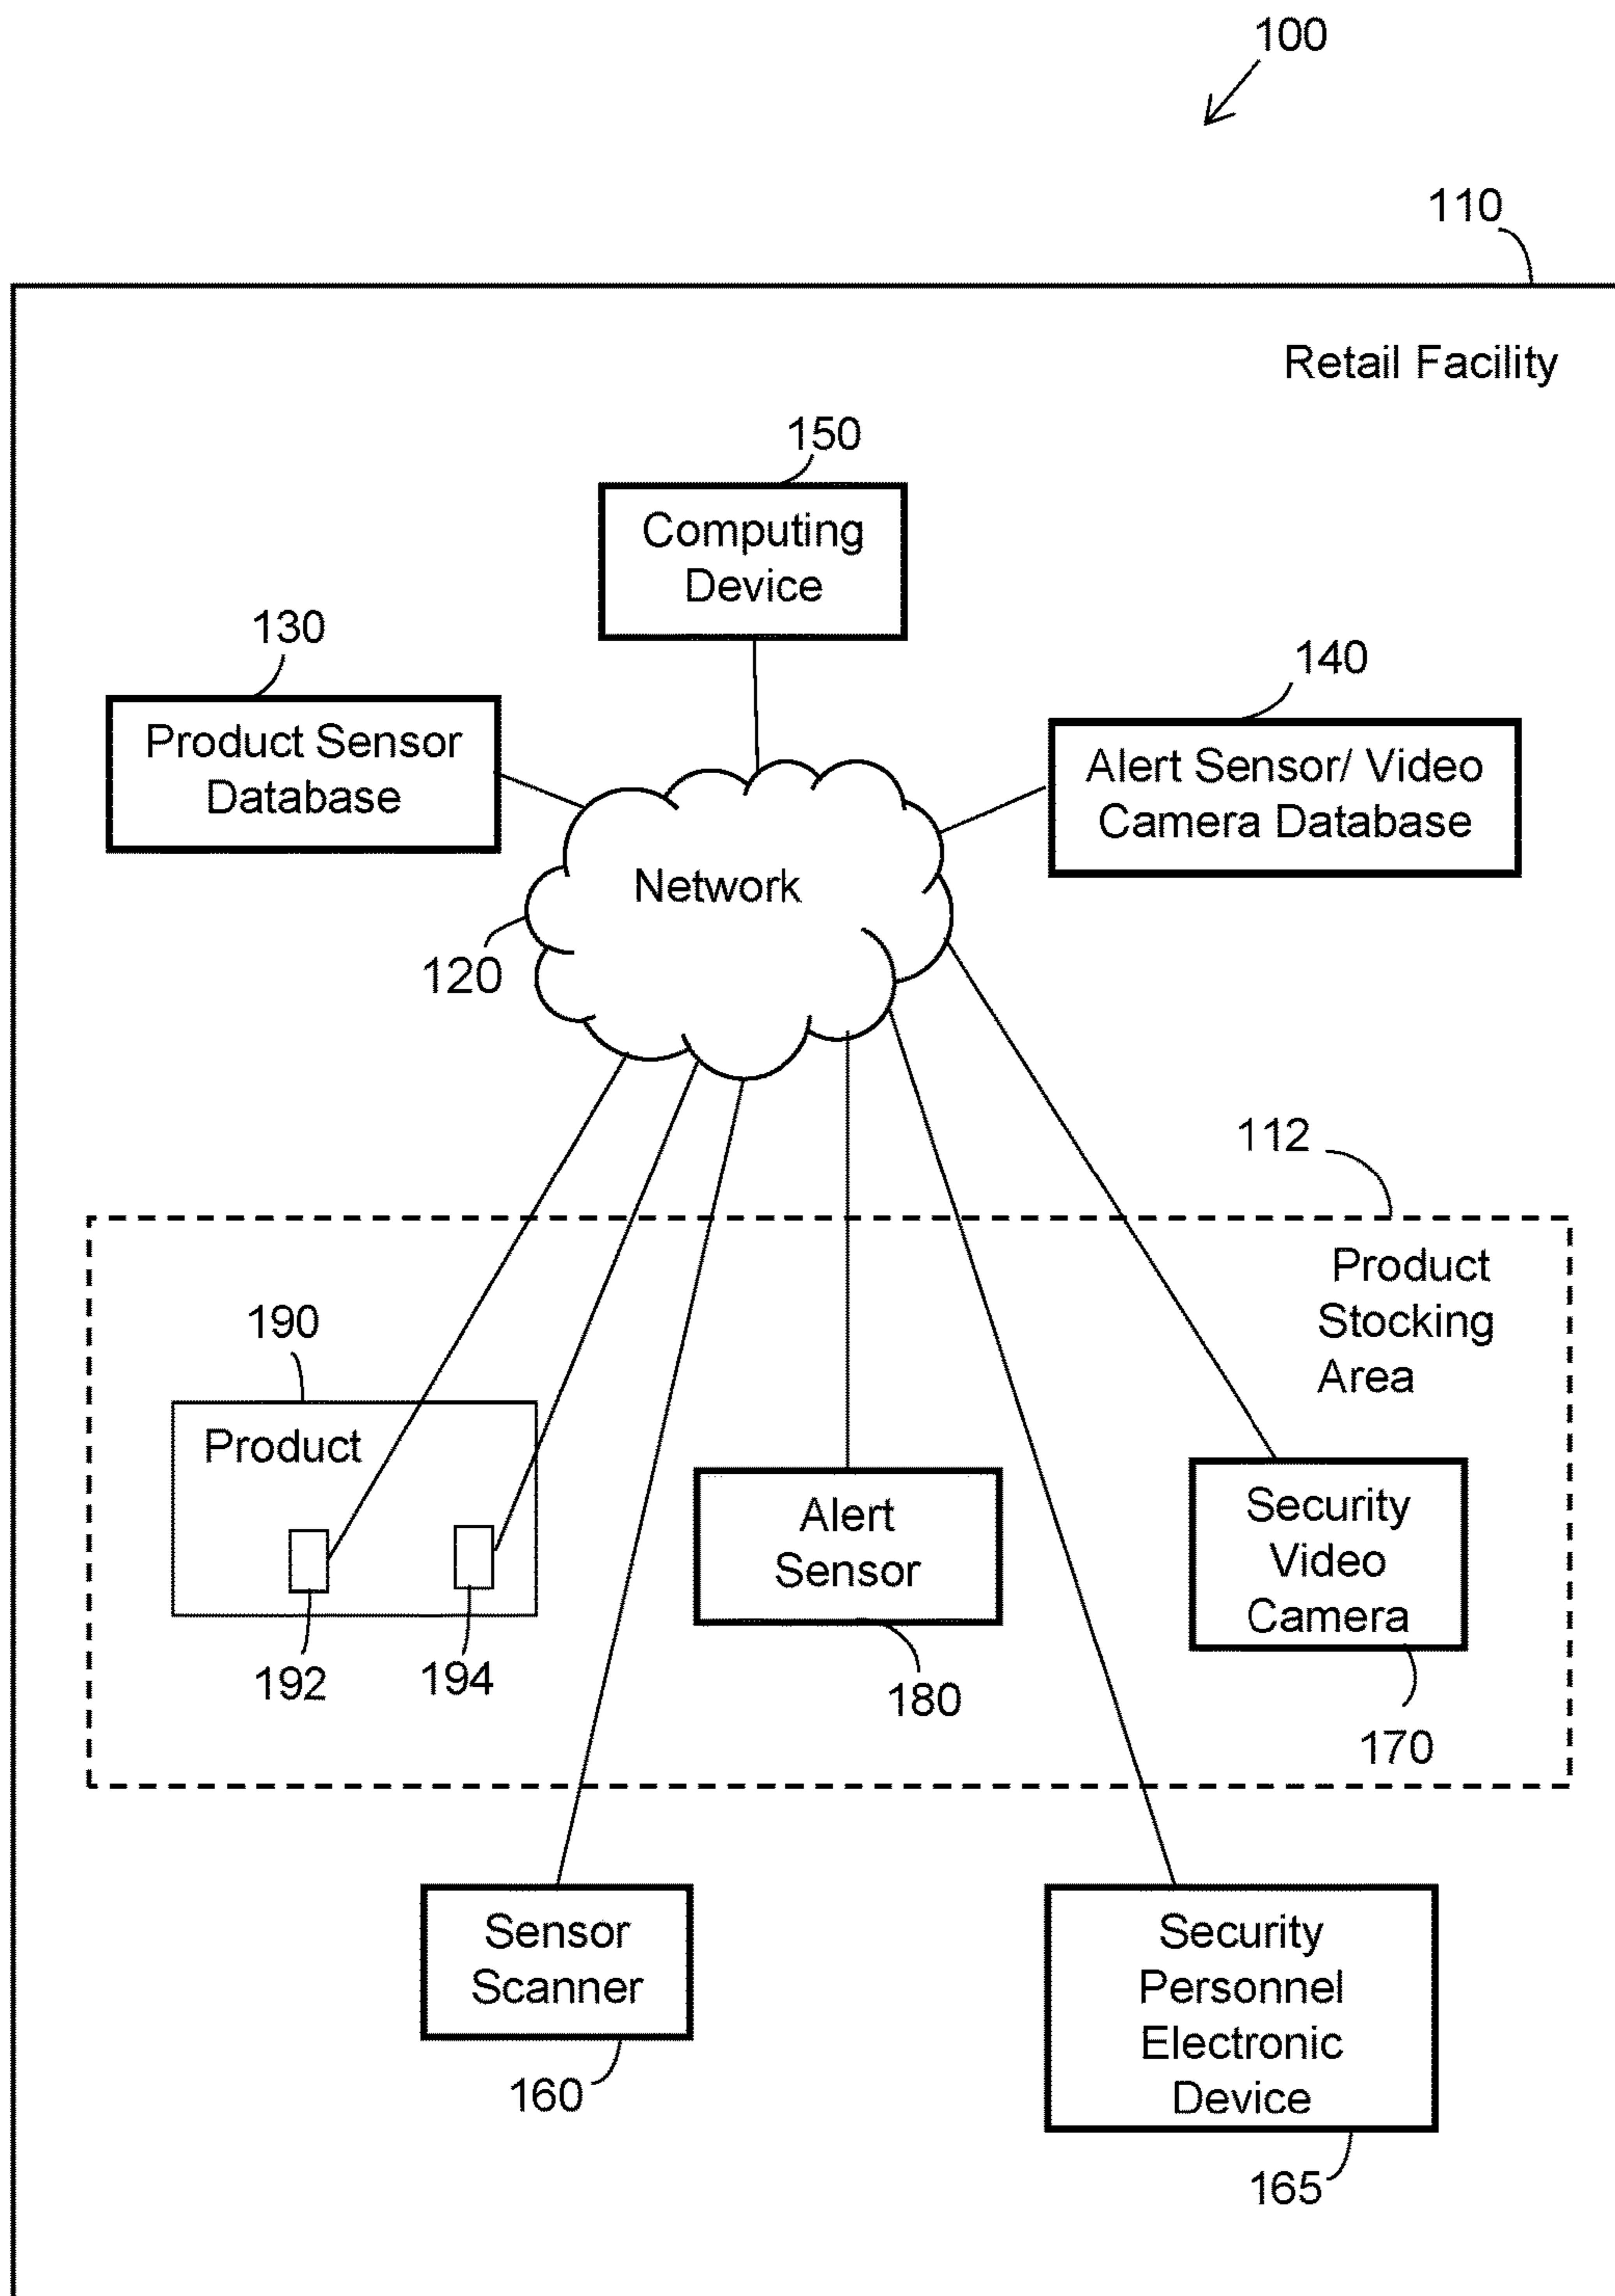 100
110
Retail Facility
150
Computing
Device
130
Product Sensor
Database
140
Alert Sensor/ Video
Camera Database
Network
120
112
Product
Stocking
Area
190
Product
192
194
Alert
Sensor
180
Security
Video
Camera
170
Sensor
Scanner
160
Security
Personnel
Electronic
Device
165